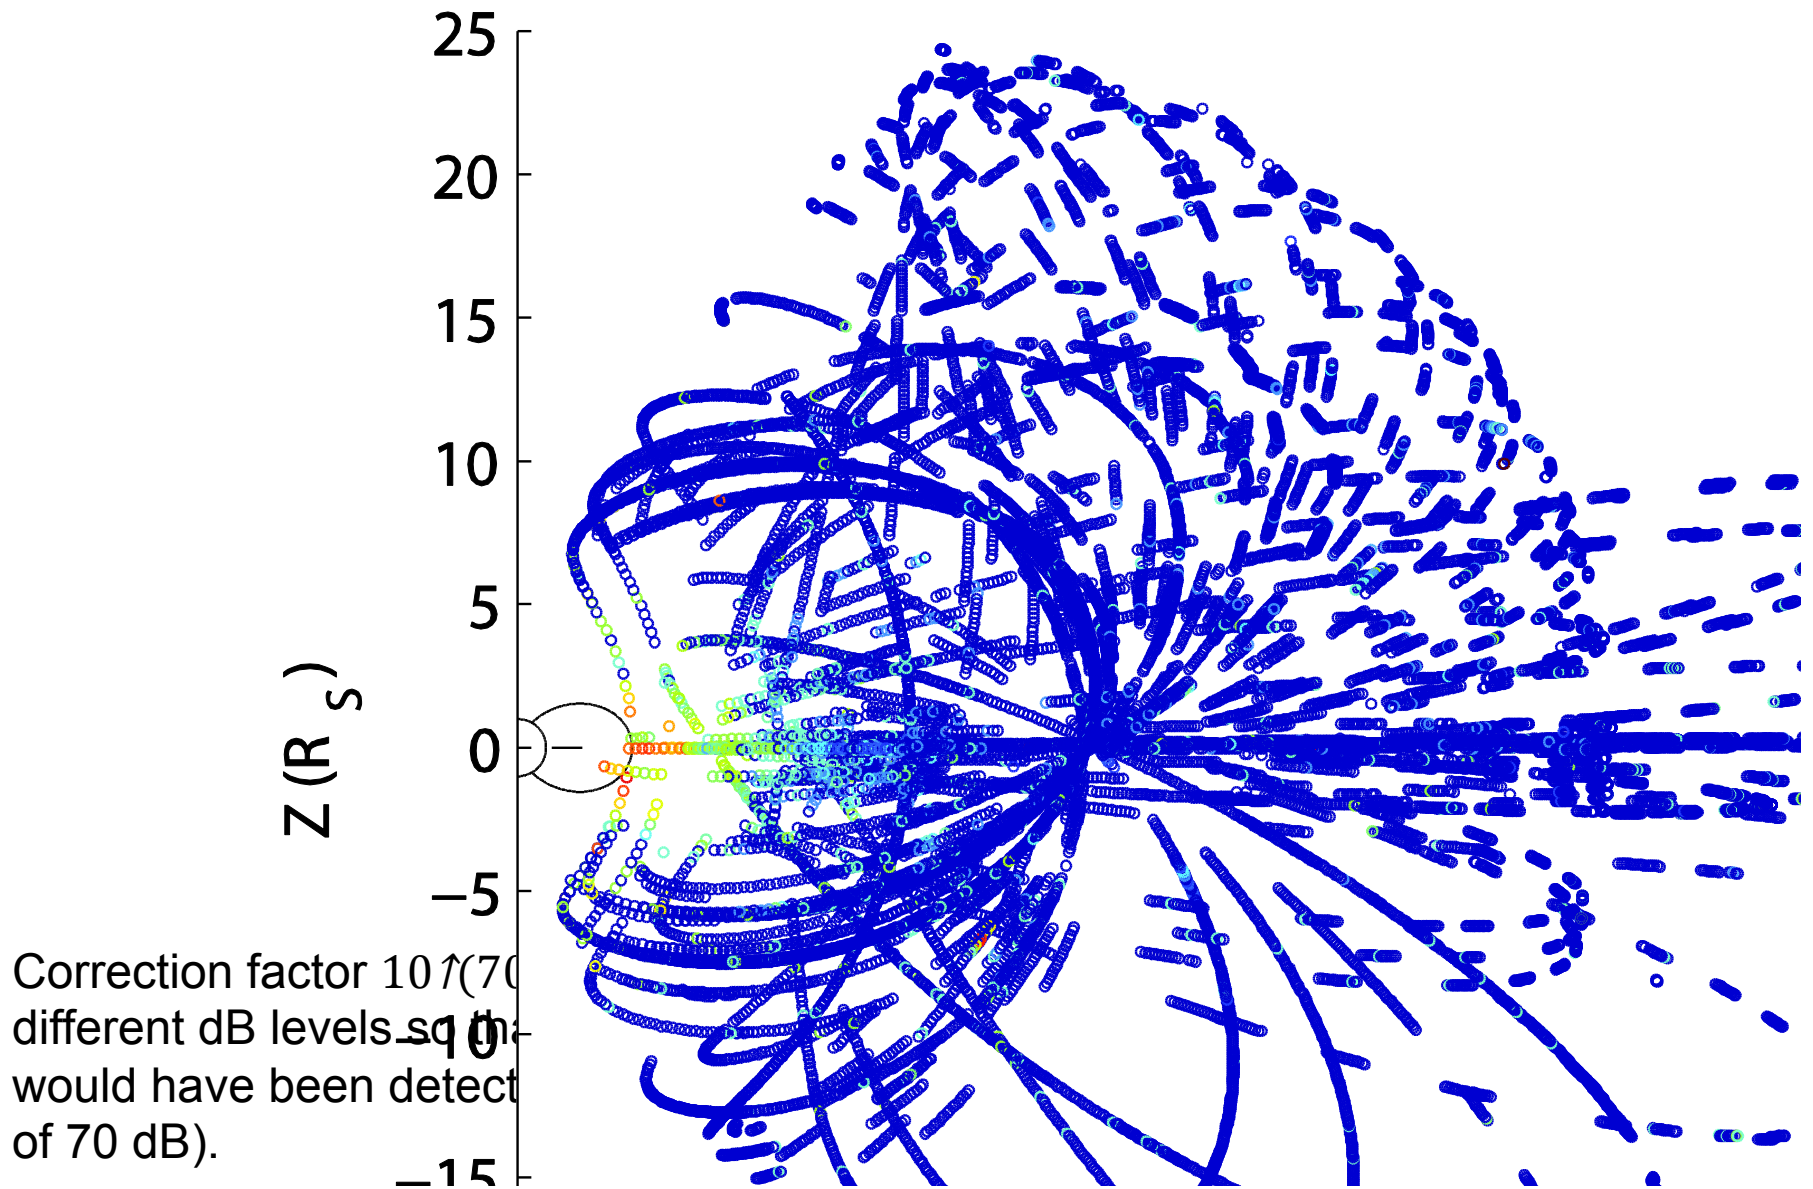 25
20
15
10
5
0
−5
−10
−15
Z (R S)
Correction factor 10↑(70
different dB levels so tha
would have been detect
of 70 dB).